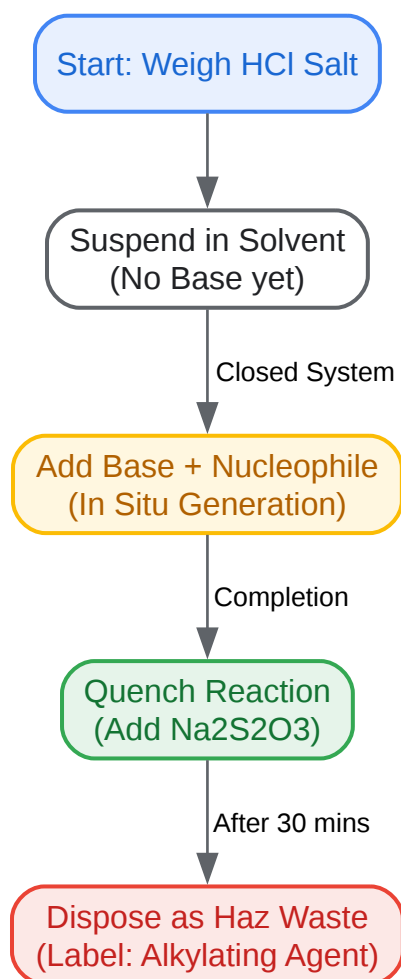 Start: Weigh HCl Salt
Suspend in Solvent
(No Base yet)
Closed System
Add Base + Nucleophile
(In Situ Generation)
Completion
Quench Reaction
(Add Na2S2O3)
After 30 mins
Dispose as Haz Waste
(Label: Alkylating Agent)